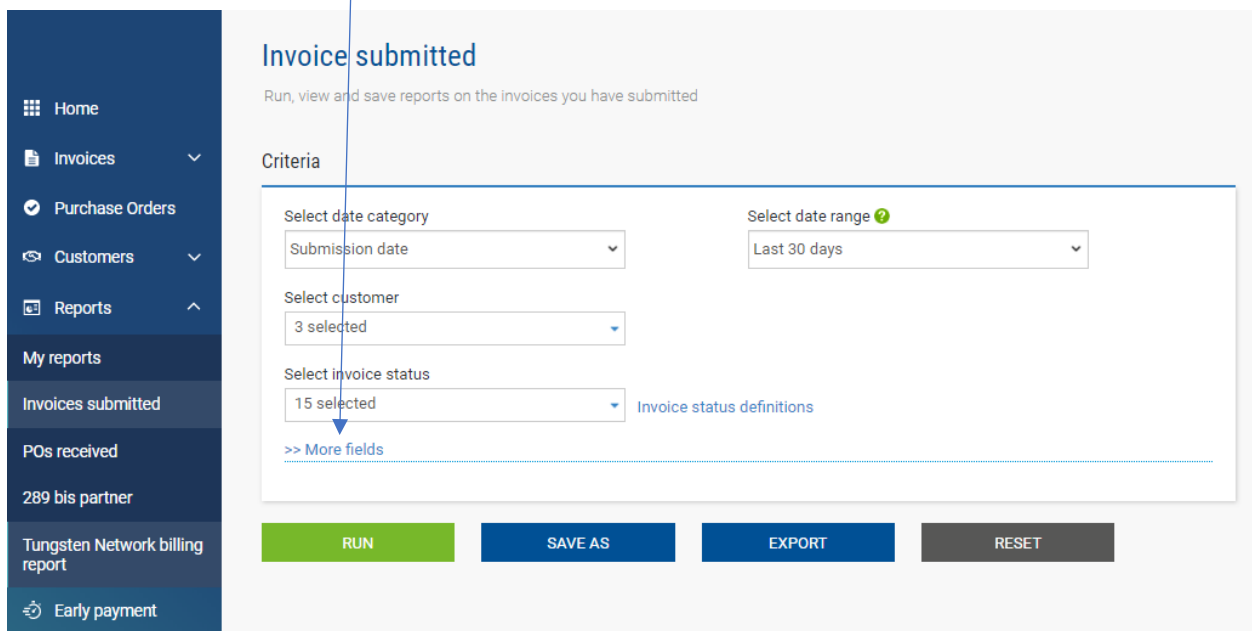 Home
Invoices
Purchase Orders
Customers
Reports
My reports
Invoices submitted
POs received
289 bis partner
Tungsten Network billing
report
Early payment
Invoice submitted
Run, view and save reports on the invoices you have submitted
Criteria
Select date category
Submission date
Select date range ?
Last 30 days
Select customer
3 selected
Select invoice status
15 selected
Invoice status definitions
>> More fields
RUN
SAVE AS
EXPORT
RESET